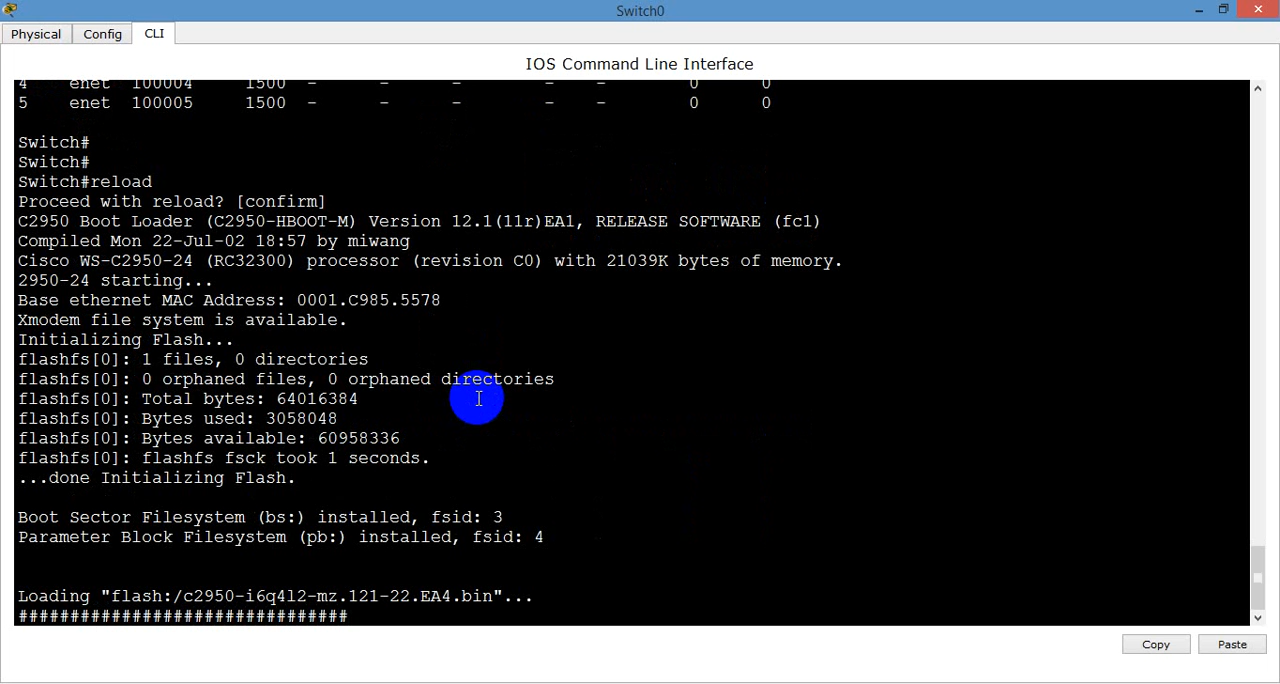 Switch0
Physical Config CLI
IOS Command Line Interface
4    enet  100004     1500  -      -      -        -    -        0      0
5    enet  100005     1500  -      -      -        -    -        0      0
Switch#
Switch#
Switch#reload
Proceed with reload? [confirm]
C2950 Boot Loader (C2950-HBOOT-M) Version 12.1(11r)EA1, RELEASE SOFTWARE (fc1)
Compiled Mon 22-Jul-02 18:57 by miwang
Cisco WS-C2950-24 (RC32300) processor (revision C0) with 21039K bytes of memory.
2950-24 starting...
Base ethernet MAC Address: 0001.C985.5578
Xmodem file system is available.
Initializing Flash...
flashfs[0]: 1 files, 0 directories
flashfs[0]: 0 orphaned files, 0 orphaned directories
flashfs[0]: Total bytes: 64016384
flashfs[0]: Bytes used: 3058048
flashfs[0]: Bytes available: 60958336
flashfs[0]: flashfs fsck took 1 seconds.
...done Initializing Flash.
Boot Sector Filesystem (bs:) installed, fsid: 3
Parameter Block Filesystem (pb:) installed, fsid: 4
Loading "flash:/c2950-i6q4l2-mz.121-22.EA4.bin"...
################################
Copy Paste